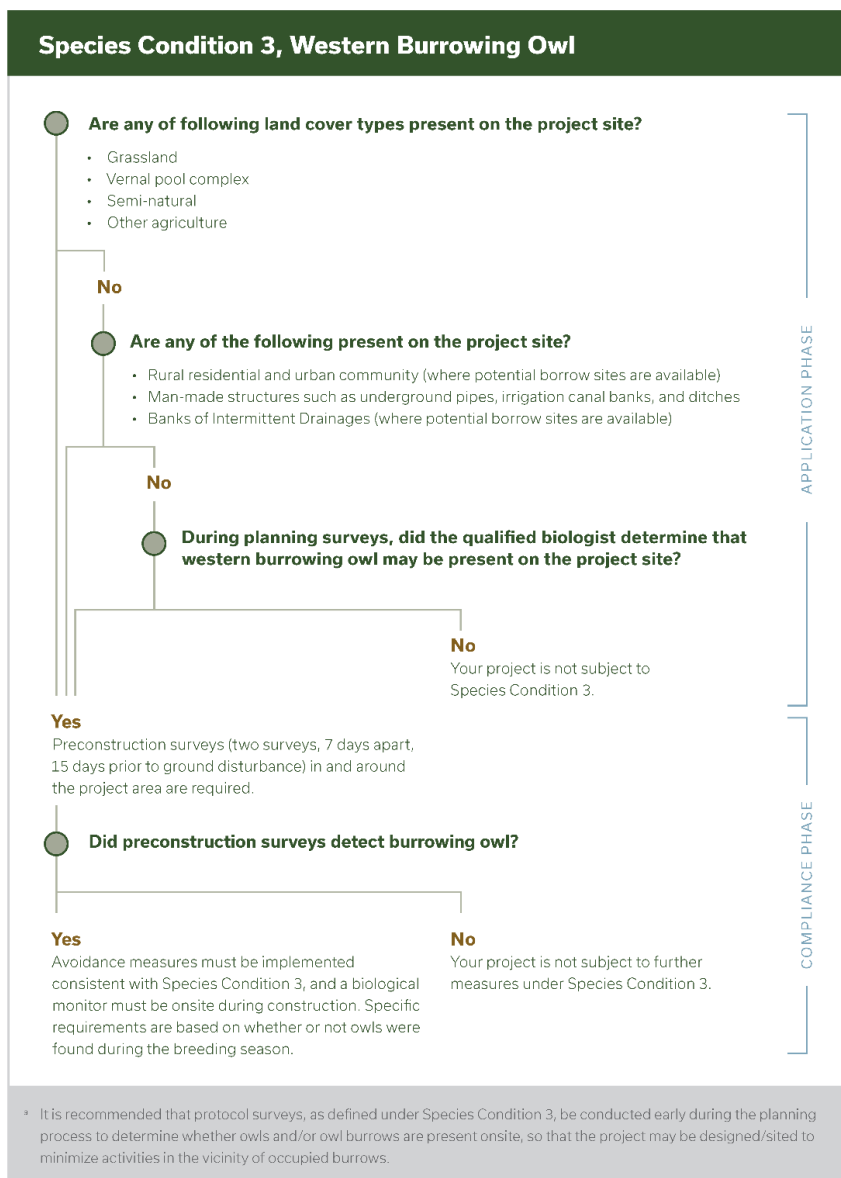 Species Condition 3, Western Burrowing Owl
Are any of following land cover types present on the project site?
• Grassland
• Vernal pool complex
• Semi-natural
• Other agriculture
No
Are any of the following present on the project site?
• Rural residential and urban community (where potential borrow sites are available)
• Man-made structures such as underground pipes, irrigation canal banks, and ditches
• Banks of Intermittent Drainages (where potential borrow sites are available)
No
During planning surveys, did the qualified biologist determine that
western burrowing owl may be present on the project site?
No
Your project is not subject to
Species Condition 3.
APPLICATION PHASE
Yes
Preconstruction surveys (two surveys, 7 days apart,
15 days prior to ground disturbance) in and around
the project area are required.
Did preconstruction surveys detect burrowing owl?
Yes
Avoidance measures must be implemented
consistent with Species Condition 3, and a biological
monitor must be onsite during construction. Specific
requirements are based on whether or not owls were
found during the breeding season.
No
Your project is not subject to further
measures under Species Condition 3.
COMPLIANCE PHASE
a It is recommended that protocol surveys, as defined under Species Condition 3, be conducted early during the planning
process to determine whether owls and/or owl burrows are present onsite, so that the project may be designed/sited to
minimize activities in the vicinity of occupied burrows.